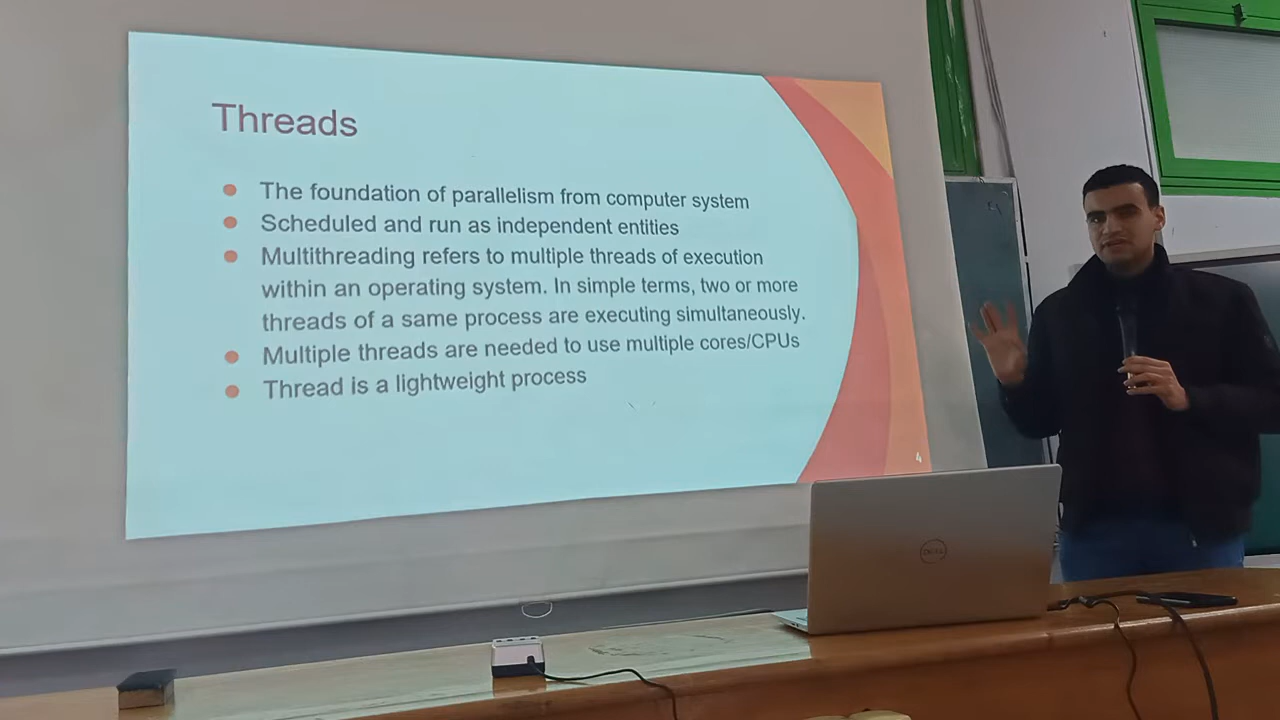 Threads
The foundation of parallelism from computer system
Scheduled and run as independent entities
Multithreading refers to multiple threads of execution
within an operating system. In simple terms, two or more
threads of a same process are executing simultaneously.
Multiple threads are needed to use multiple cores/CPUs
Thread is a lightweight process
4
DELL